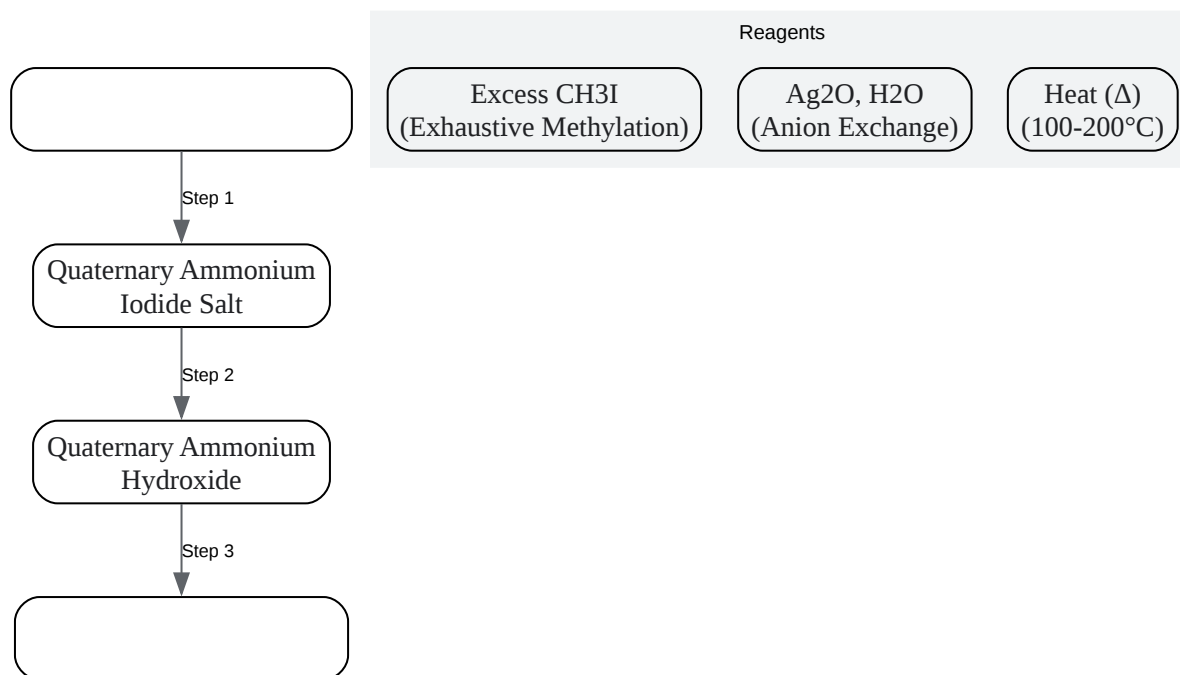 Reagents
Excess CH3I
(Exhaustive Methylation)
Ag2O, H2O
(Anion Exchange)
Heat (Δ)
(100-200°C)
Step 1
Quaternary Ammonium
Iodide Salt
Step 2
Quaternary Ammonium
Hydroxide
Step 3